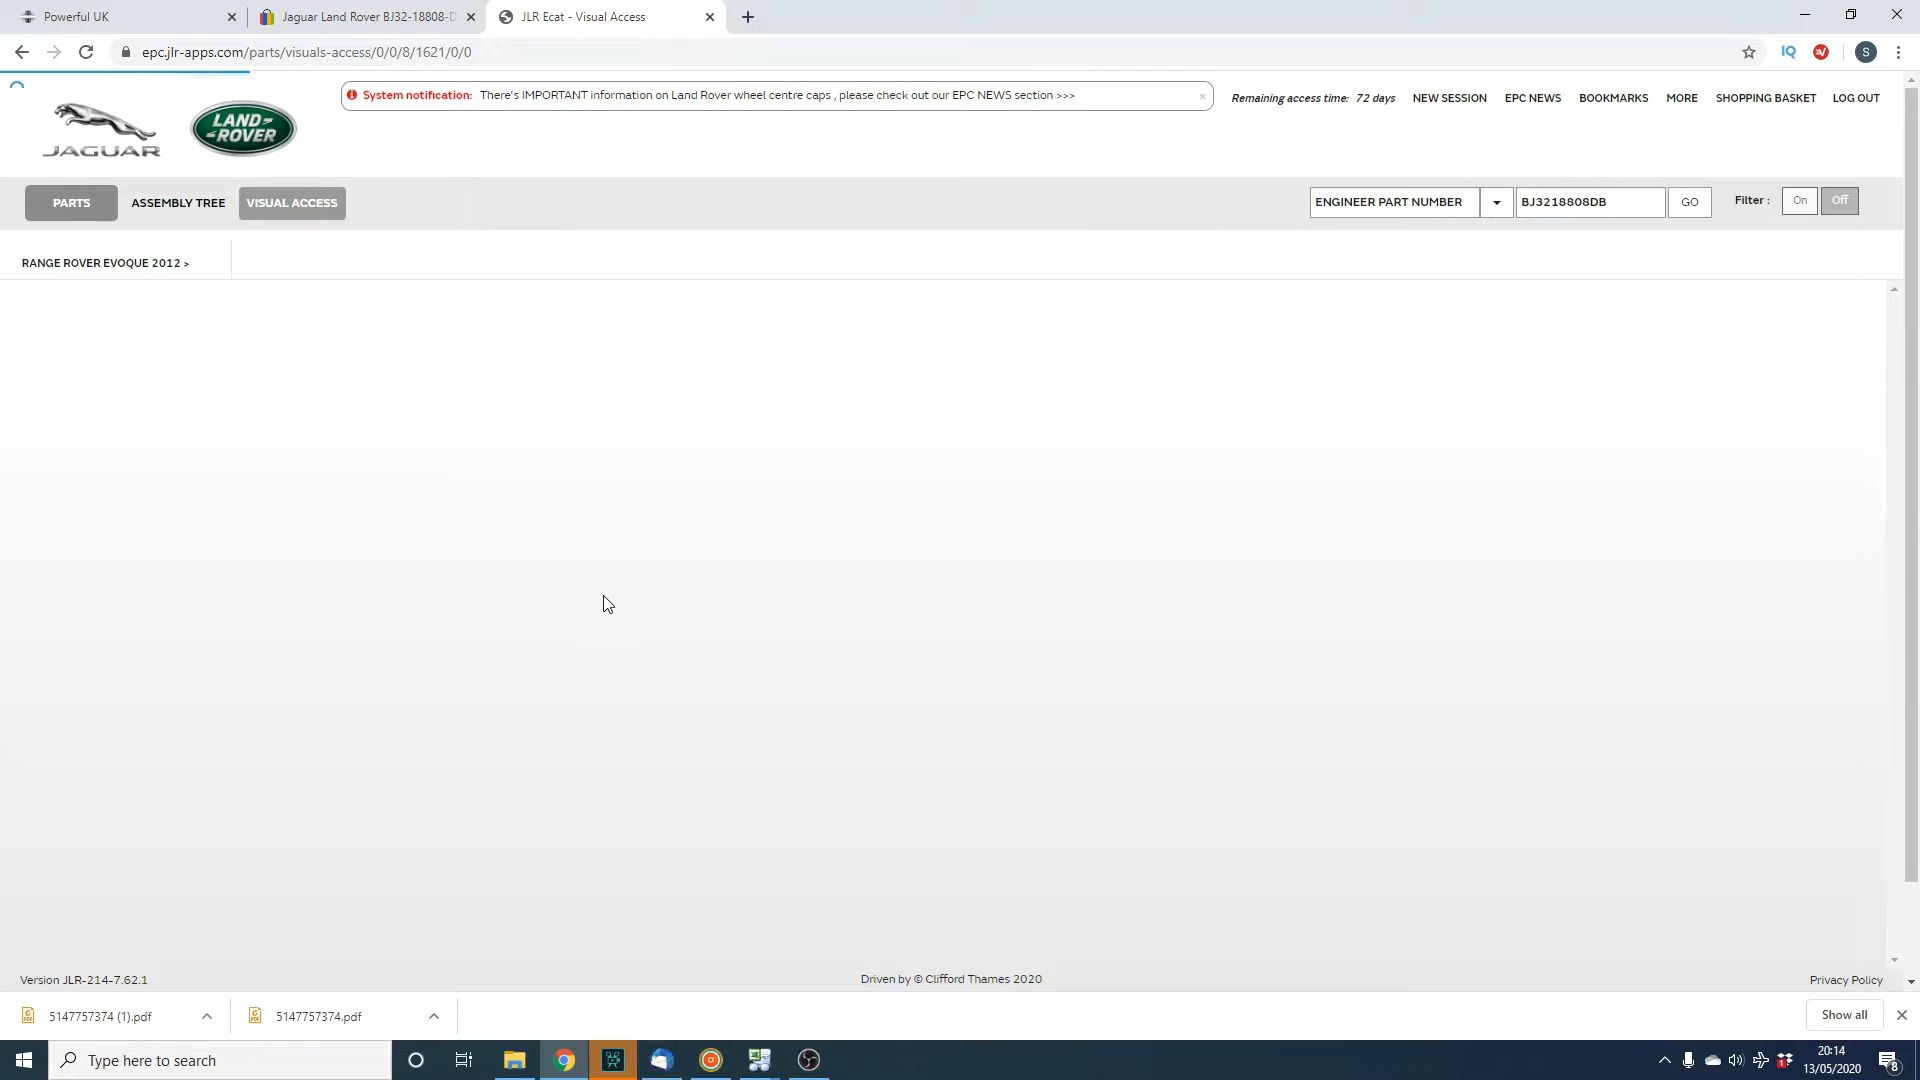 Powerful UK
Jaguar Land Rover BJ32-18808-D
JLR Ecat - Visual Access
epc.jlr-apps.com/parts/visuals-access/0/0/8/1621/0/0
IQ
S
System notification: There's IMPORTANT information on Land Rover wheel centre caps , please check out our EPC NEWS section >>>
Remaining access time: 72 days
NEW SESSION
EPC NEWS
BOOKMARKS
MORE
SHOPPING BASKET
LOG OUT
JAGUAR
LAND-
-ROVER
PARTS
ASSEMBLY TREE
VISUAL ACCESS
ENGINEER PART NUMBER
BJ3218808DB
GO
Filter :
On
Off
RANGE ROVER EVOQUE 2012 >
Version JLR-214-7.62.1
Driven by © Clifford Thames 2020
Privacy Policy
5147757374 (1).pdf
5147757374.pdf
Show all
Type here to search
20:14
13/05/2020
8